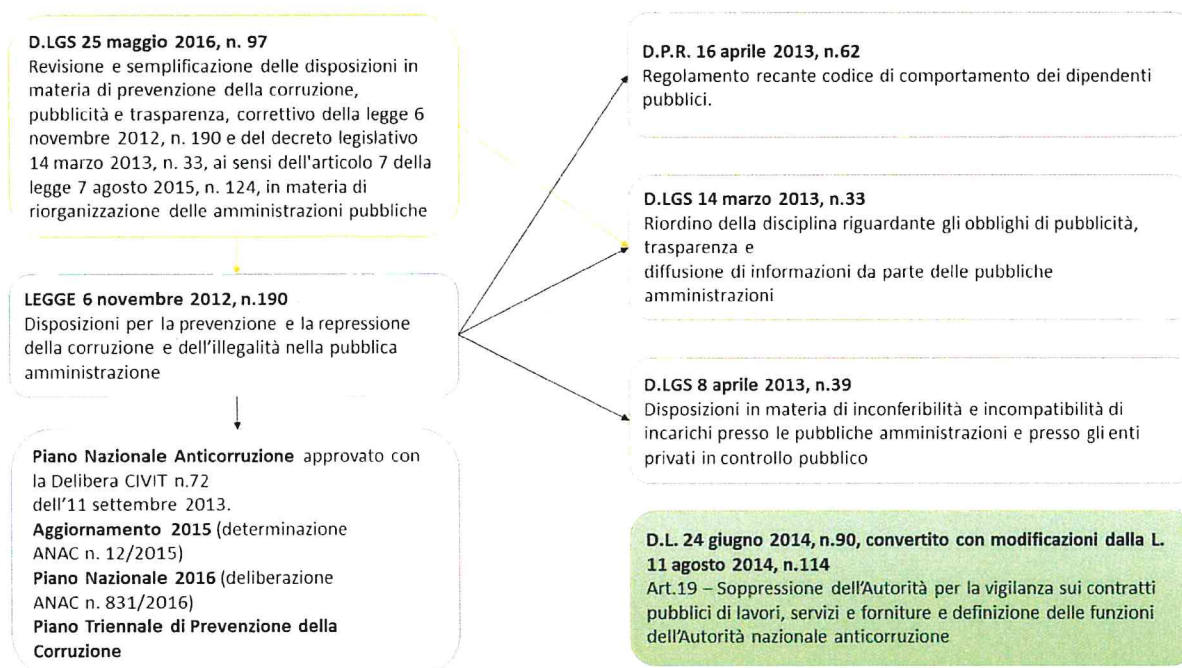 D.LGS 25 maggio 2016, n. 97
Revisione e semplificazione delle disposizioni in
materia di prevenzione della corruzione,
pubblicità e trasparenza, correttivo della legge 6
novembre 2012, n. 190 e del decreto legislativo
14 marzo 2013, n. 33, ai sensi dell'articolo 7 della
legge 7 agosto 2015, n. 124, in materia di
riorganizzazione delle amministrazioni pubbliche
LEGGE 6 novembre 2012, n.190
Disposizioni per la prevenzione e la repressione
della corruzione e dell'illegalità nella pubblica
amministrazione
Piano Nazionale Anticorruzione approvato con
la Delibera CIVIT n.72
dell'11 settembre 2013.
Aggiornamento 2015 (determinazione
ANAC n. 12/2015)
Piano Nazionale 2016 (deliberazione
ANAC n. 831/2016)
Piano Triennale di Prevenzione della
Corruzione
D.P.R. 16 aprile 2013, n.62
Regolamento recante codice di comportamento dei dipendenti
pubblici.
D.LGS 14 marzo 2013, n.33
Riordino della disciplina riguardante gli obblighi di pubblicità,
trasparenza e
diffusione di informazioni da parte delle pubbliche
amministrazioni
D.LGS 8 aprile 2013, n.39
Disposizioni in materia di inconferibilità e incompatibilità di
incarichi presso le pubbliche amministrazioni e presso gli enti
privati in controllo pubblico
D.L. 24 giugno 2014, n.90, convertito con modificazioni dalla L.
11 agosto 2014, n.114
Art.19 – Soppressione dell'Autorità per la vigilanza sui contratti
pubblici di lavori, servizi e forniture e definizione delle funzioni
dell'Autorità nazionale anticorruzione